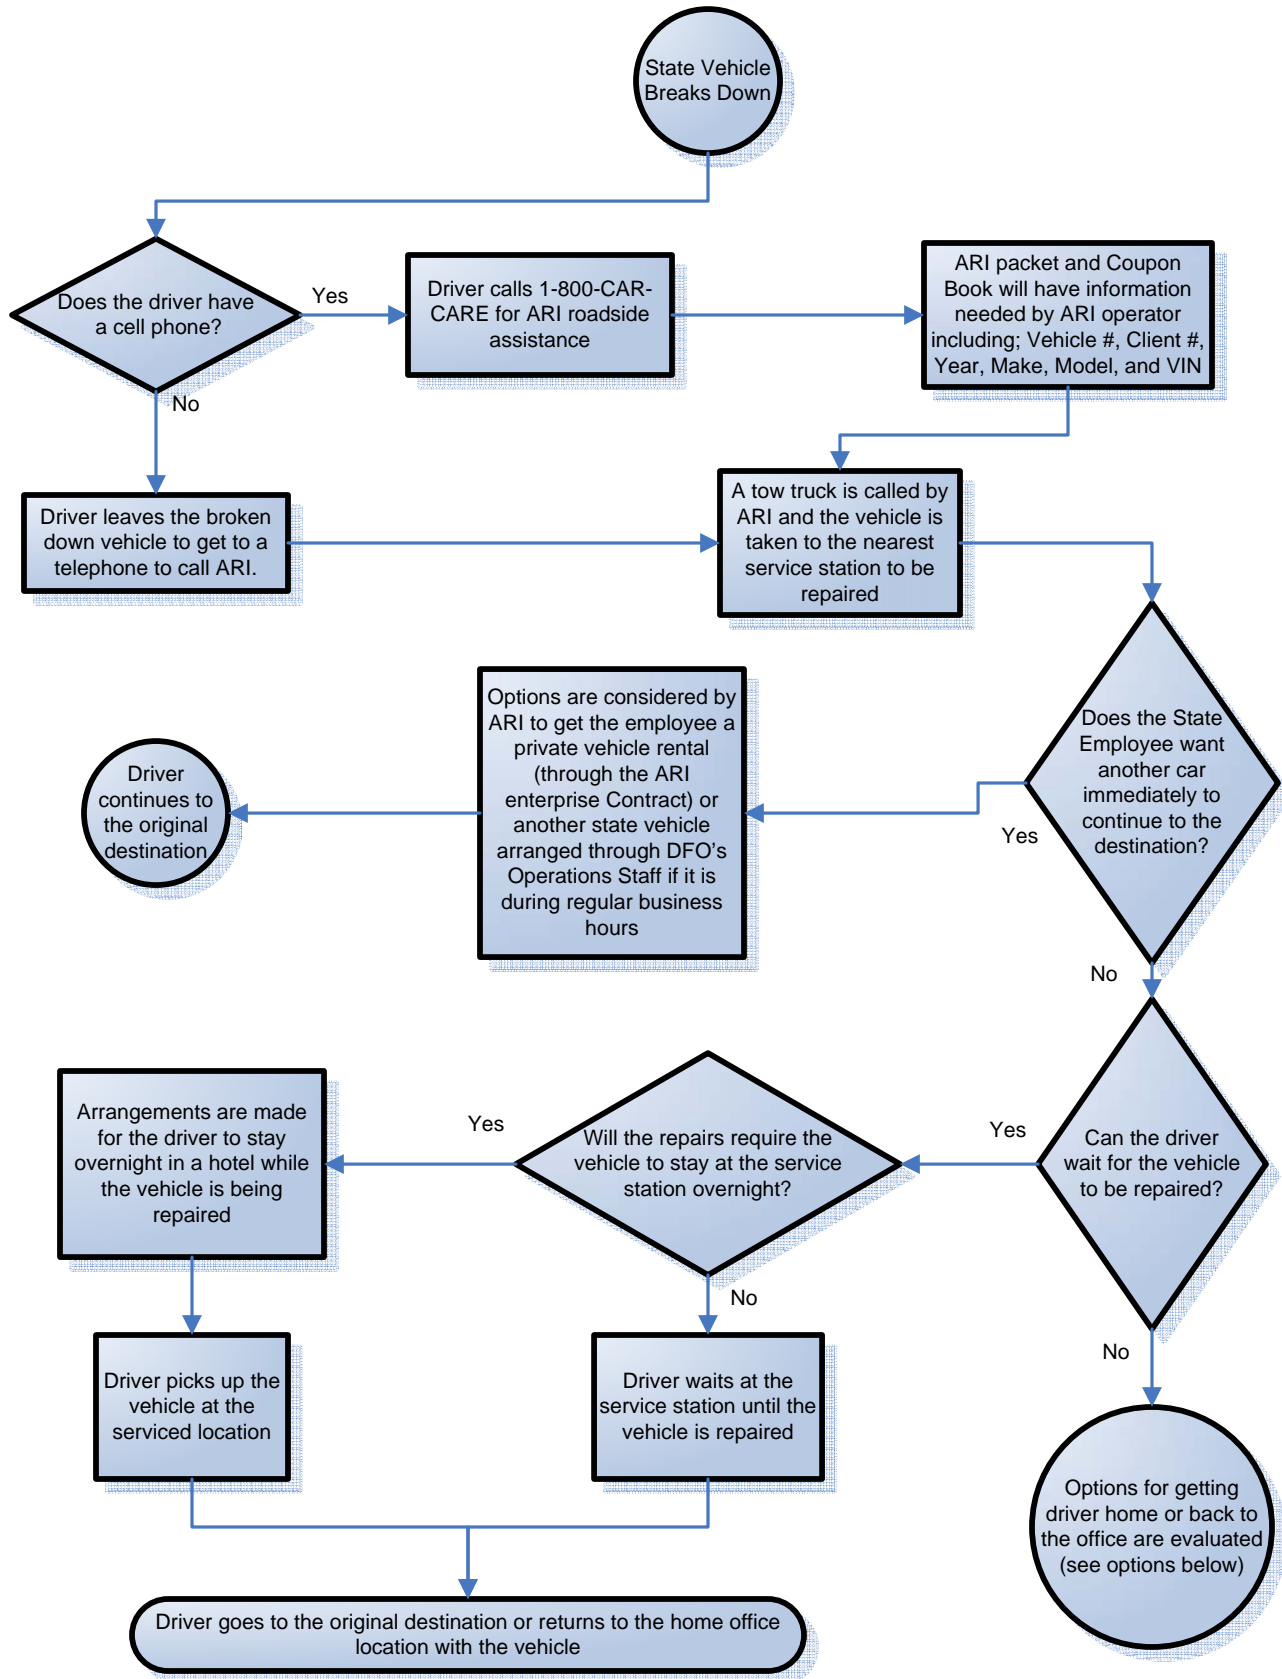 State Vehicle
Breaks Down
Does the driver have
a cell phone?
Yes
Driver calls 1-800-CAR-
CARE for ARI roadside
assistance
ARI packet and Coupon
Book will have information
needed by ARI operator
including; Vehicle #, Client #,
Year, Make, Model, and VIN
No
Driver leaves the broken
down vehicle to get to a
telephone to call ARI.
A tow truck is called by
ARI and the vehicle is
taken to the nearest
service station to be
repaired
Does the State
Employee want
another car
immediately to
continue to the
destination?
Yes
Options are considered by
ARI to get the employee a
private vehicle rental
(through the ARI
enterprise Contract) or
another state vehicle
arranged through DFO's
Operations Staff if it is
during regular business
hours
Driver
continues to
the original
destination
No
Can the driver
wait for the vehicle
to be repaired?
Yes
Will the repairs require the
vehicle to stay at the service
station overnight?
Yes
Arrangements are made
for the driver to stay
overnight in a hotel while
the vehicle is being
repaired
No
Driver picks up the
vehicle at the
serviced location
Driver waits at the
service station until the
vehicle is repaired
No
Options for getting
driver home or back to
the office are evaluated
(see options below)
Driver goes to the original destination or returns to the home office
location with the vehicle